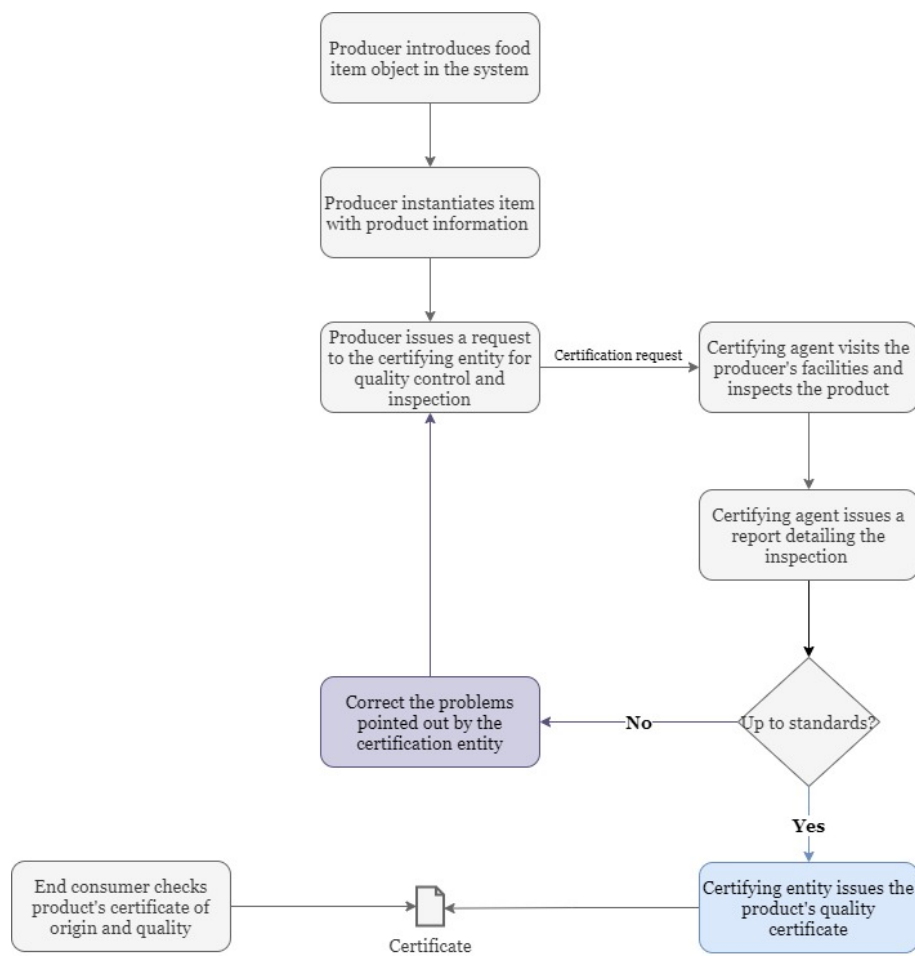 Producer introduces food
item object in the system
Producer instantiates item
with product information
Producer issues a request
to the certifying entity for
quality control and
inspection
Certification request
Certifying agent visits the
producer's facilities and
inspects the product
Certifying agent issues a
report detailing the
inspection
Up to standards?
No
Correct the problems
pointed out by the
certification entity
Yes
Certifying entity issues the
product's quality
certificate
Certificate
End consumer checks
product's certificate of
origin and quality